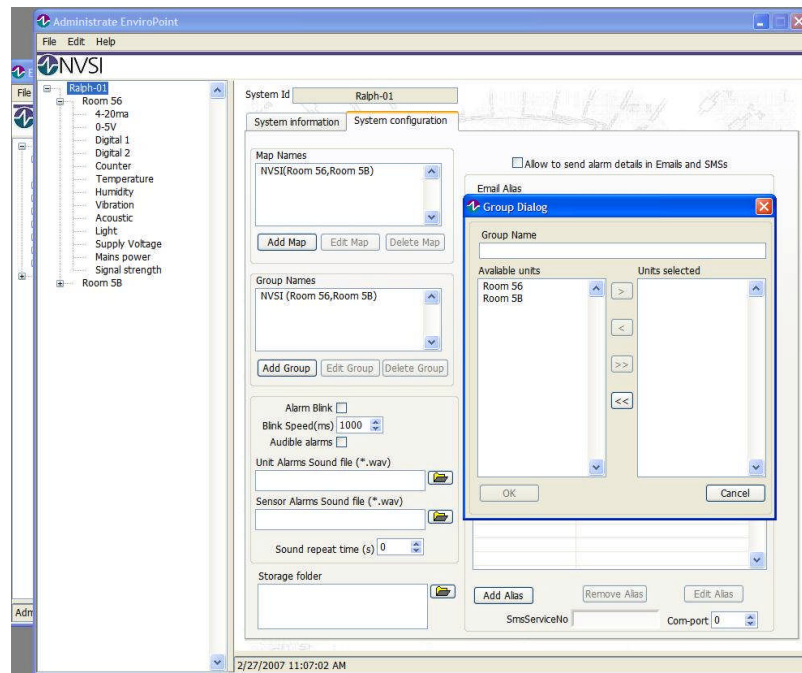 Administrate EnviroPoint
File Edit Help
NVSI
File
Ralph-01
Room 56
4-20ma
0-5V
Digital 1
Digital 2
Counter
Temperature
Humidity
Vibration
Acoustic
Light
Supply Voltage
Mains power
Signal strength
Room 5B
System Id Ralph-01
System information System configuration
Map Names
NVSI(Room 56,Room 5B)
Add Map Edit Map Delete Map
Group Names
NVSI (Room 56,Room 5B)
Add Group Edit Group Delete Group
Alarm Blink
Blink Speed(ms) 1000
Audible alarms
Unit Alarms Sound file (*.wav)
Sensor Alarms Sound file (*.wav)
Sound repeat time (s) 0
Storage folder
Allow to send alarm details in Emails and SMSs
Email Alias
Group Dialog
Group Name
Avaliable units Units selected
Room 56
Room 5B
>
<
>>
<<
OK Cancel
Add Alias Remove Alias Edit Alias
SmsServiceNo Com-port 0
Adm
2/27/2007 11:07:02 AM